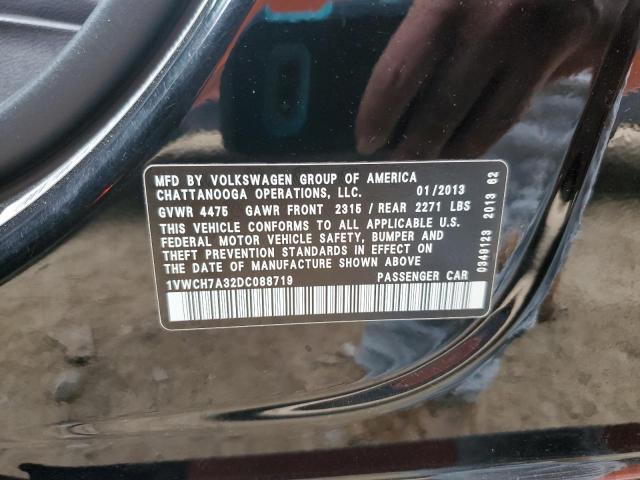 MFD BY VOLKSWAGEN GROUP OF AMERICA
CHATTANOOGA OPERATIONS, LLC. 01/2013
GVWR 4475 GAWR FRONT 2315 / REAR 2271 LBS
THIS VEHICLE CONFORMS TO ALL APPLICABLE U.S.
FEDERAL MOTOR VEHICLE SAFETY, BUMPER AND
THEFT PREVENTION STANDARDS IN EFFECT ON
THE DATE OF MANUFACTURE SHOWN ABOVE
1VWCH7A32DC088719 PASSENGER CAR
0349123 2013 62